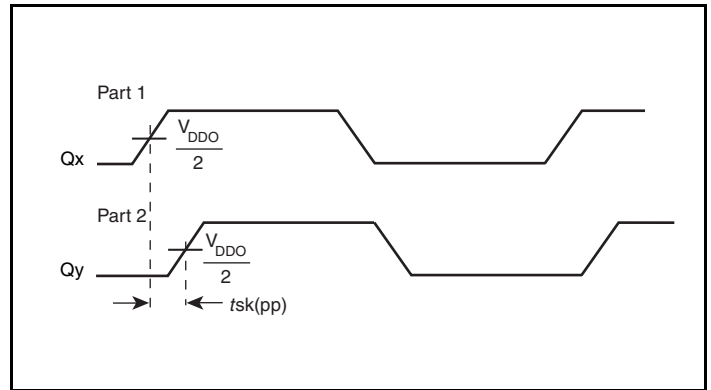 Part 1
V_DDO
2
Qx
Part 2
V_DDO
2
Qy
tsk(pp)